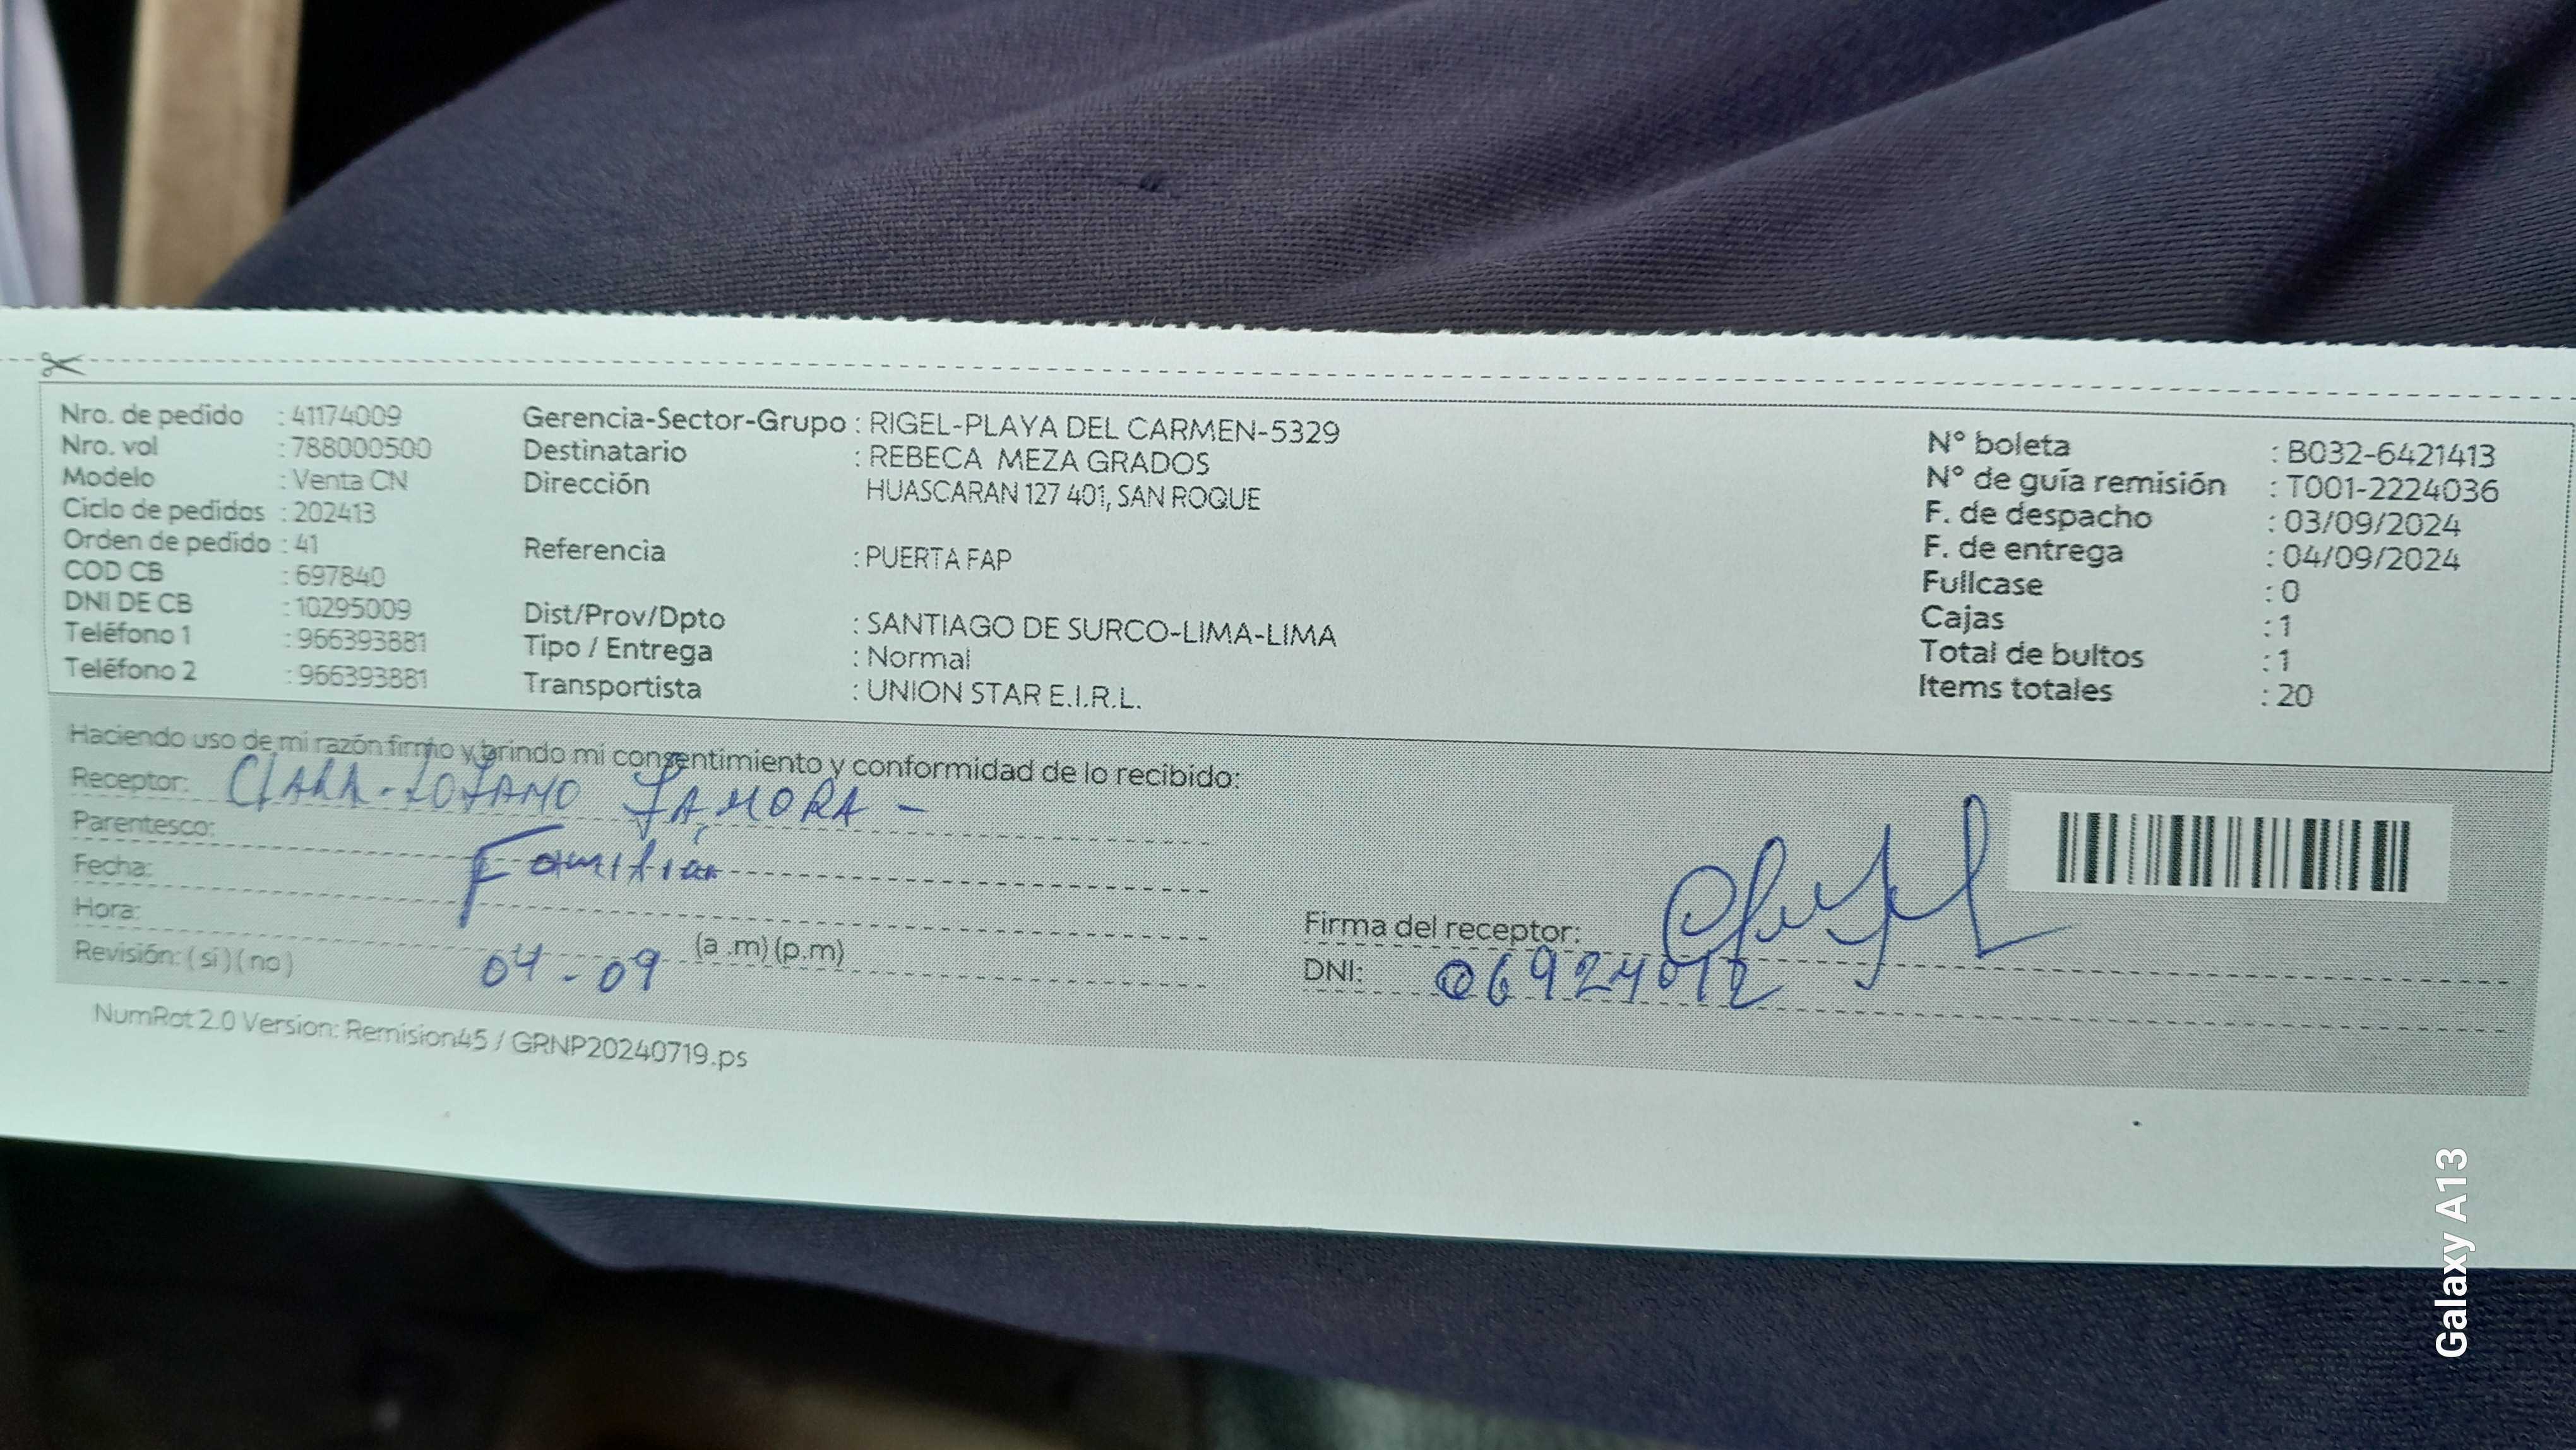 Nro. de pedido : 41174009
Nro. vol : 788000500
Modelo : Venta CN
Ciclo de pedidos : 202413
Orden de pedido : 41
COD CB : 697840
DNI DE CB : 10295009
Teléfono 1 : 966393881
Teléfono 2 : 966393881
Gerencia-Sector-Grupo : RIGEL-PLAYA DEL CARMEN-5329
Destinatario : REBECA MEZA GRADOS
Dirección HUASCARAN 127 401, SAN ROQUE
Referencia : PUERTA FAP
Dist/Prov/Dpto : SANTIAGO DE SURCO-LIMA-LIMA
Tipo / Entrega : Normal
Transportista : UNION STAR E.I.R.L.
N° boleta : B032-6421413
N° de guía remisión : T001-2224036
F. de despacho : 03/09/2024
F. de entrega : 04/09/2024
Fullcase : 0
Cajas : 1
Total de bultos : 1
Items totales : 20
Haciendo uso de mi razón firmo y brindo mi consentimiento y conformidad de lo recibido:
Receptor: CLARA - LOZANO ZAMORA -
Parentesco:
Familiar
Fecha:
Hora:
(a .m) (p.m)
04 - 09
Revisión: ( si ) ( no )
Firma del receptor:
DNI: 06924012
NumRot 2.0 Version: Remision45 / GRNP20240719.ps
Galaxy A13